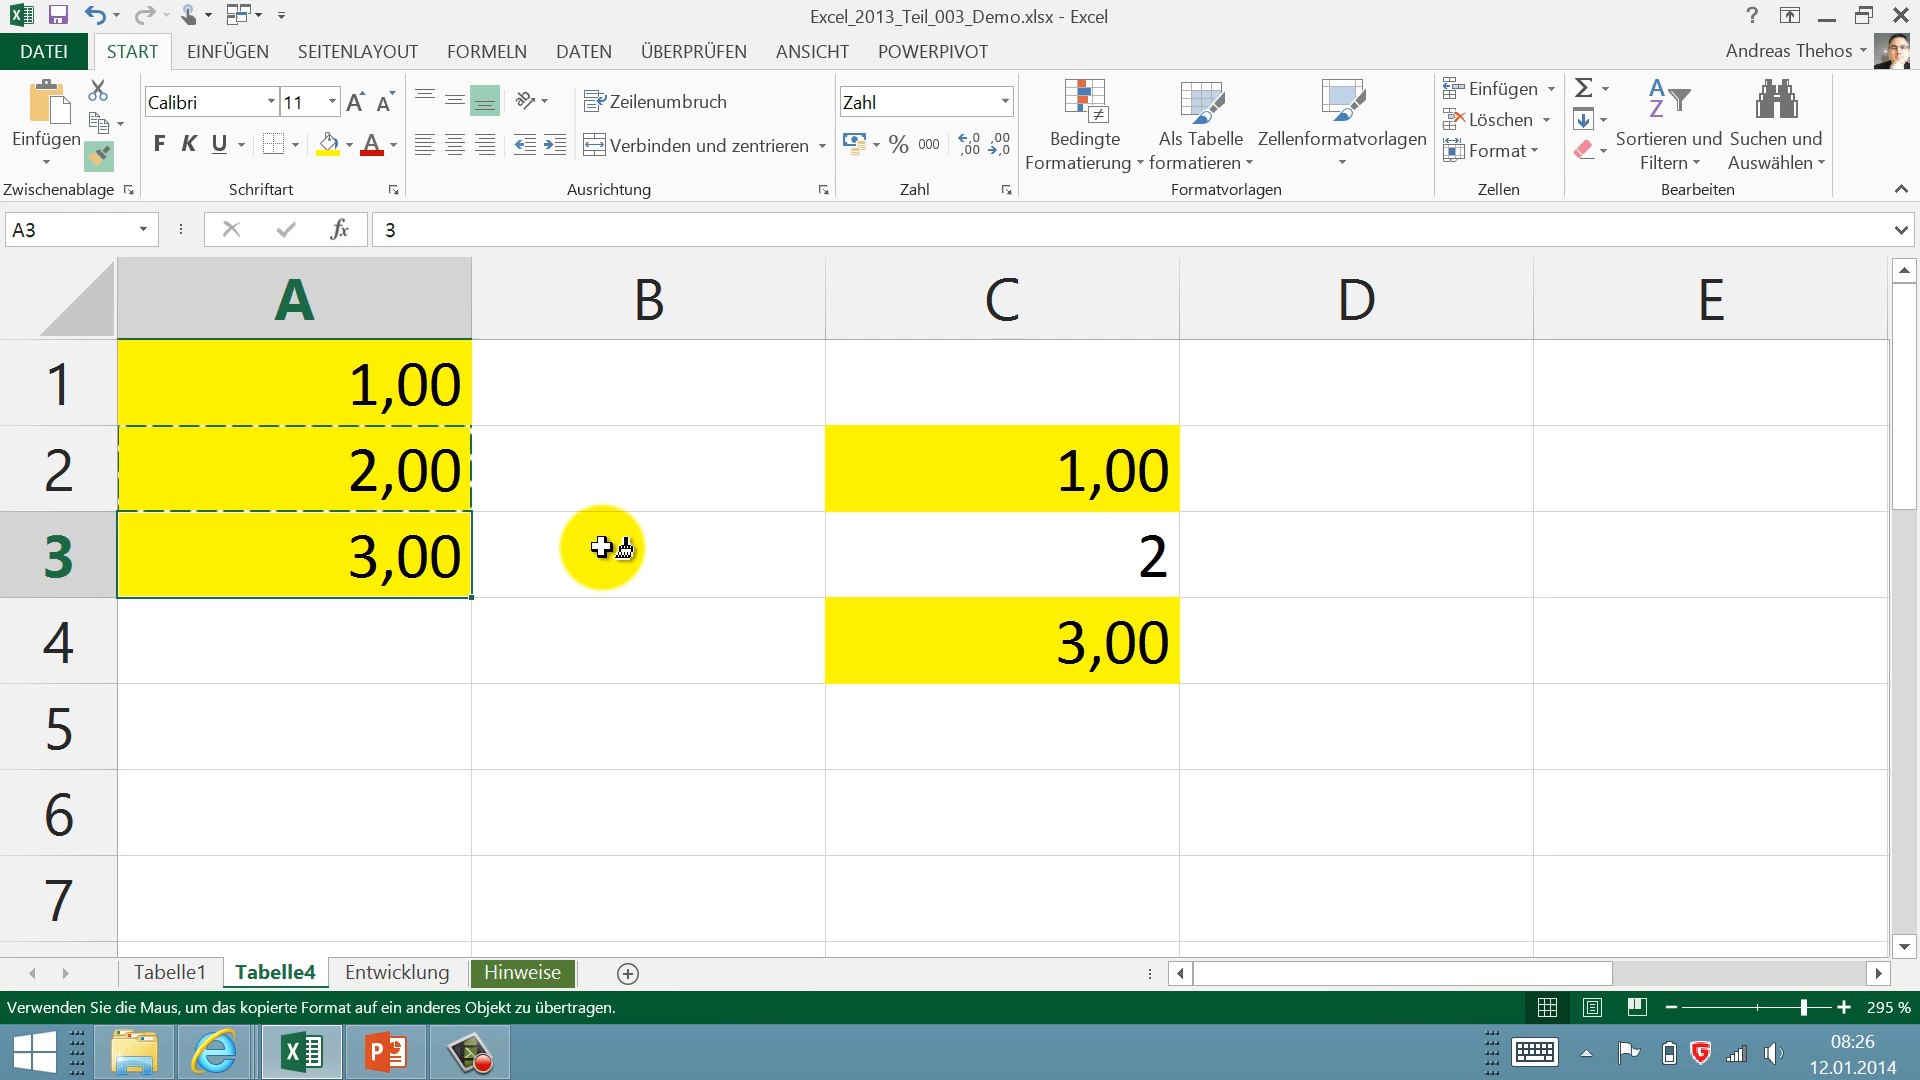 Excel_2013_Teil_003_Demo.xlsx - Excel
?
DATEI START EINFÜGEN SEITENLAYOUT FORMELN DATEN ÜBERPRÜFEN ANSICHT POWERPIVOT
Andreas Thehos
Einfügen
Zwischenablage
Calibri 11
F K U
Schriftart
Zeilenumbruch
Verbinden und zentrieren
Ausrichtung
Zahl
% 000
Zahl
Bedingte
Formatierung
Als Tabelle
formatieren
Zellenformatvorlagen
Formatvorlagen
Einfügen
Löschen
Format
Zellen
Sortieren und
Filtern
Suchen und
Auswählen
Bearbeiten
A3 fx 3
A B C D E
1 1,00
2 2,00 1,00
3 3,00 2
4 3,00
5
6
7
Tabelle1 Tabelle4 Entwicklung Hinweise
Verwenden Sie die Maus, um das kopierte Format auf ein anderes Objekt zu übertragen.
295 %
08:26
12.01.2014